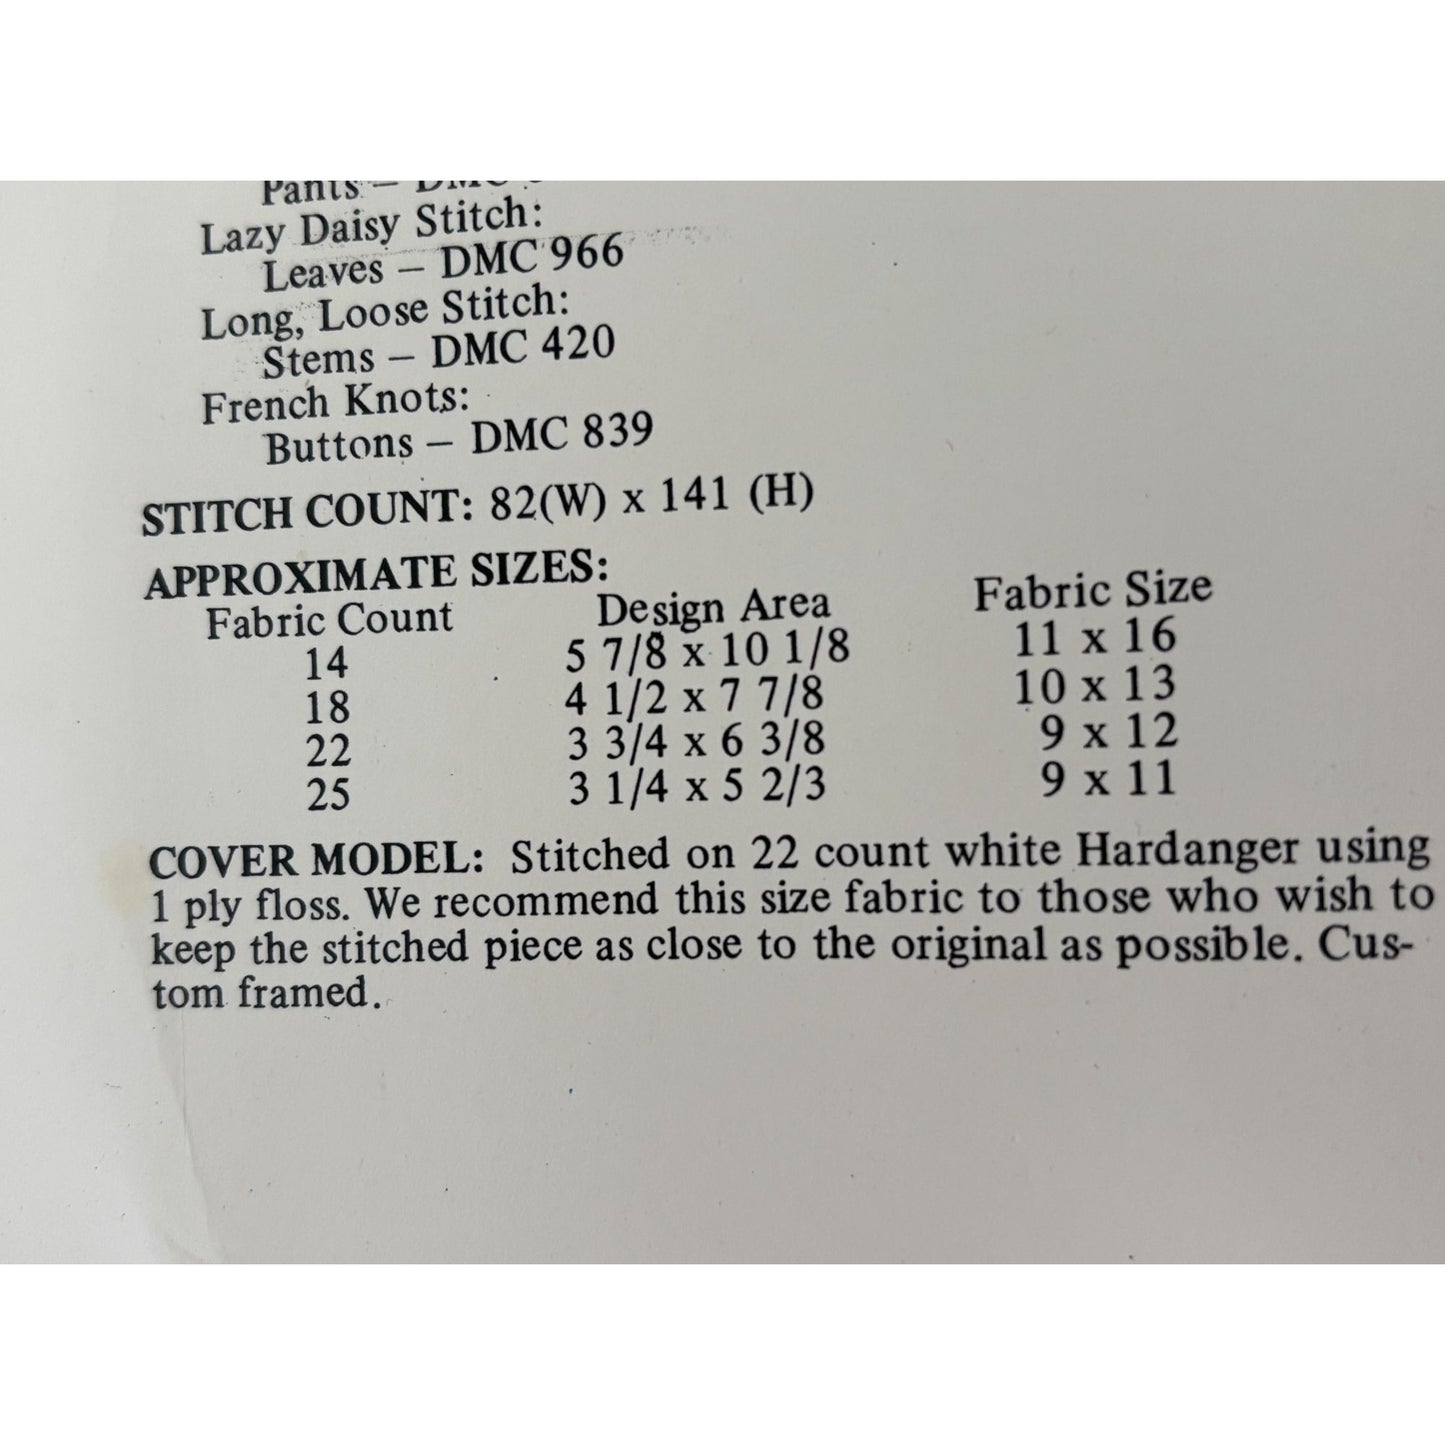 Pants – DMC
Lazy Daisy Stitch:
Leaves – DMC 966
Long, Loose Stitch:
Stems – DMC 420
French Knots:
Buttons – DMC 839
STITCH COUNT: 82(W) x 141 (H)
APPROXIMATE SIZES:
Fabric Count Design Area Fabric Size
14 5 7/8 x 10 1/8 11 x 16
18 4 1/2 x 7 7/8 10 x 13
22 3 3/4 x 6 3/8 9 x 12
25 3 1/4 x 5 2/3 9 x 11
COVER MODEL: Stitched on 22 count white Hardanger using
1 ply floss. We recommend this size fabric to those who wish to
keep the stitched piece as close to the original as possible. Cus-
tom framed.